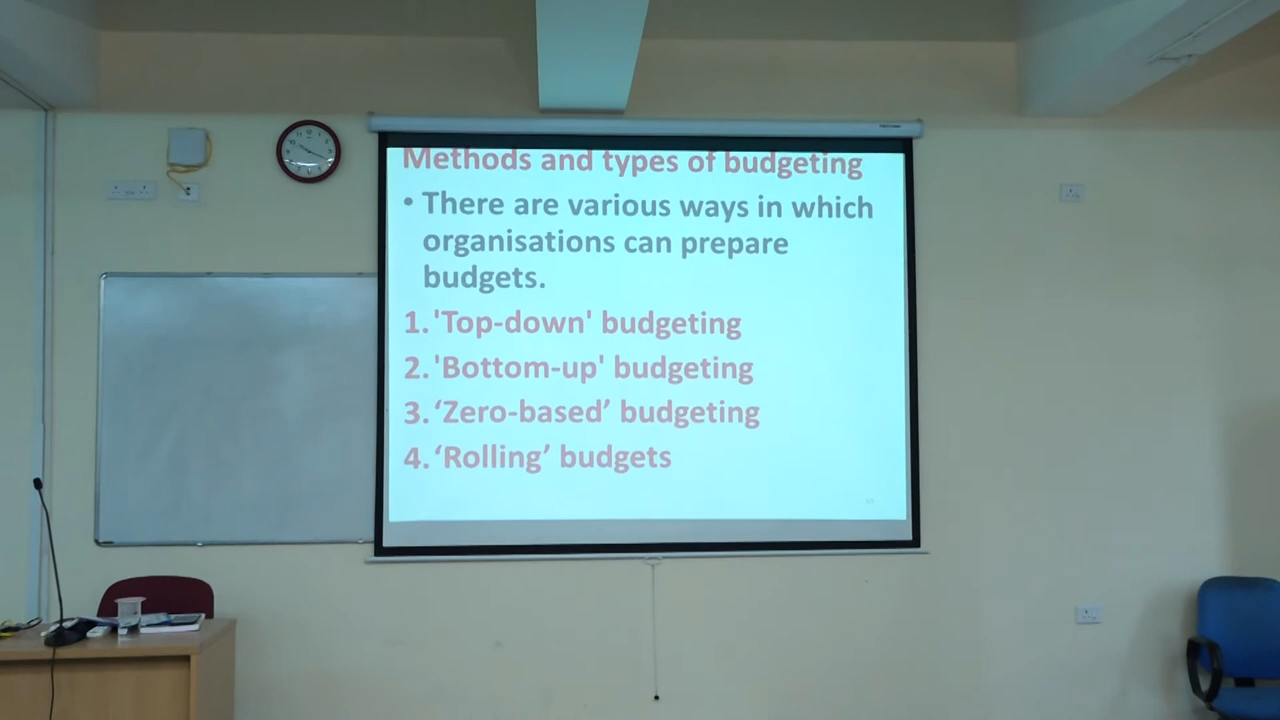 Methods and types of budgeting
• There are various ways in which
organisations can prepare
budgets.
1. 'Top-down' budgeting
2. 'Bottom-up' budgeting
3. ‘Zero-based’ budgeting
4. ‘Rolling’ budgets